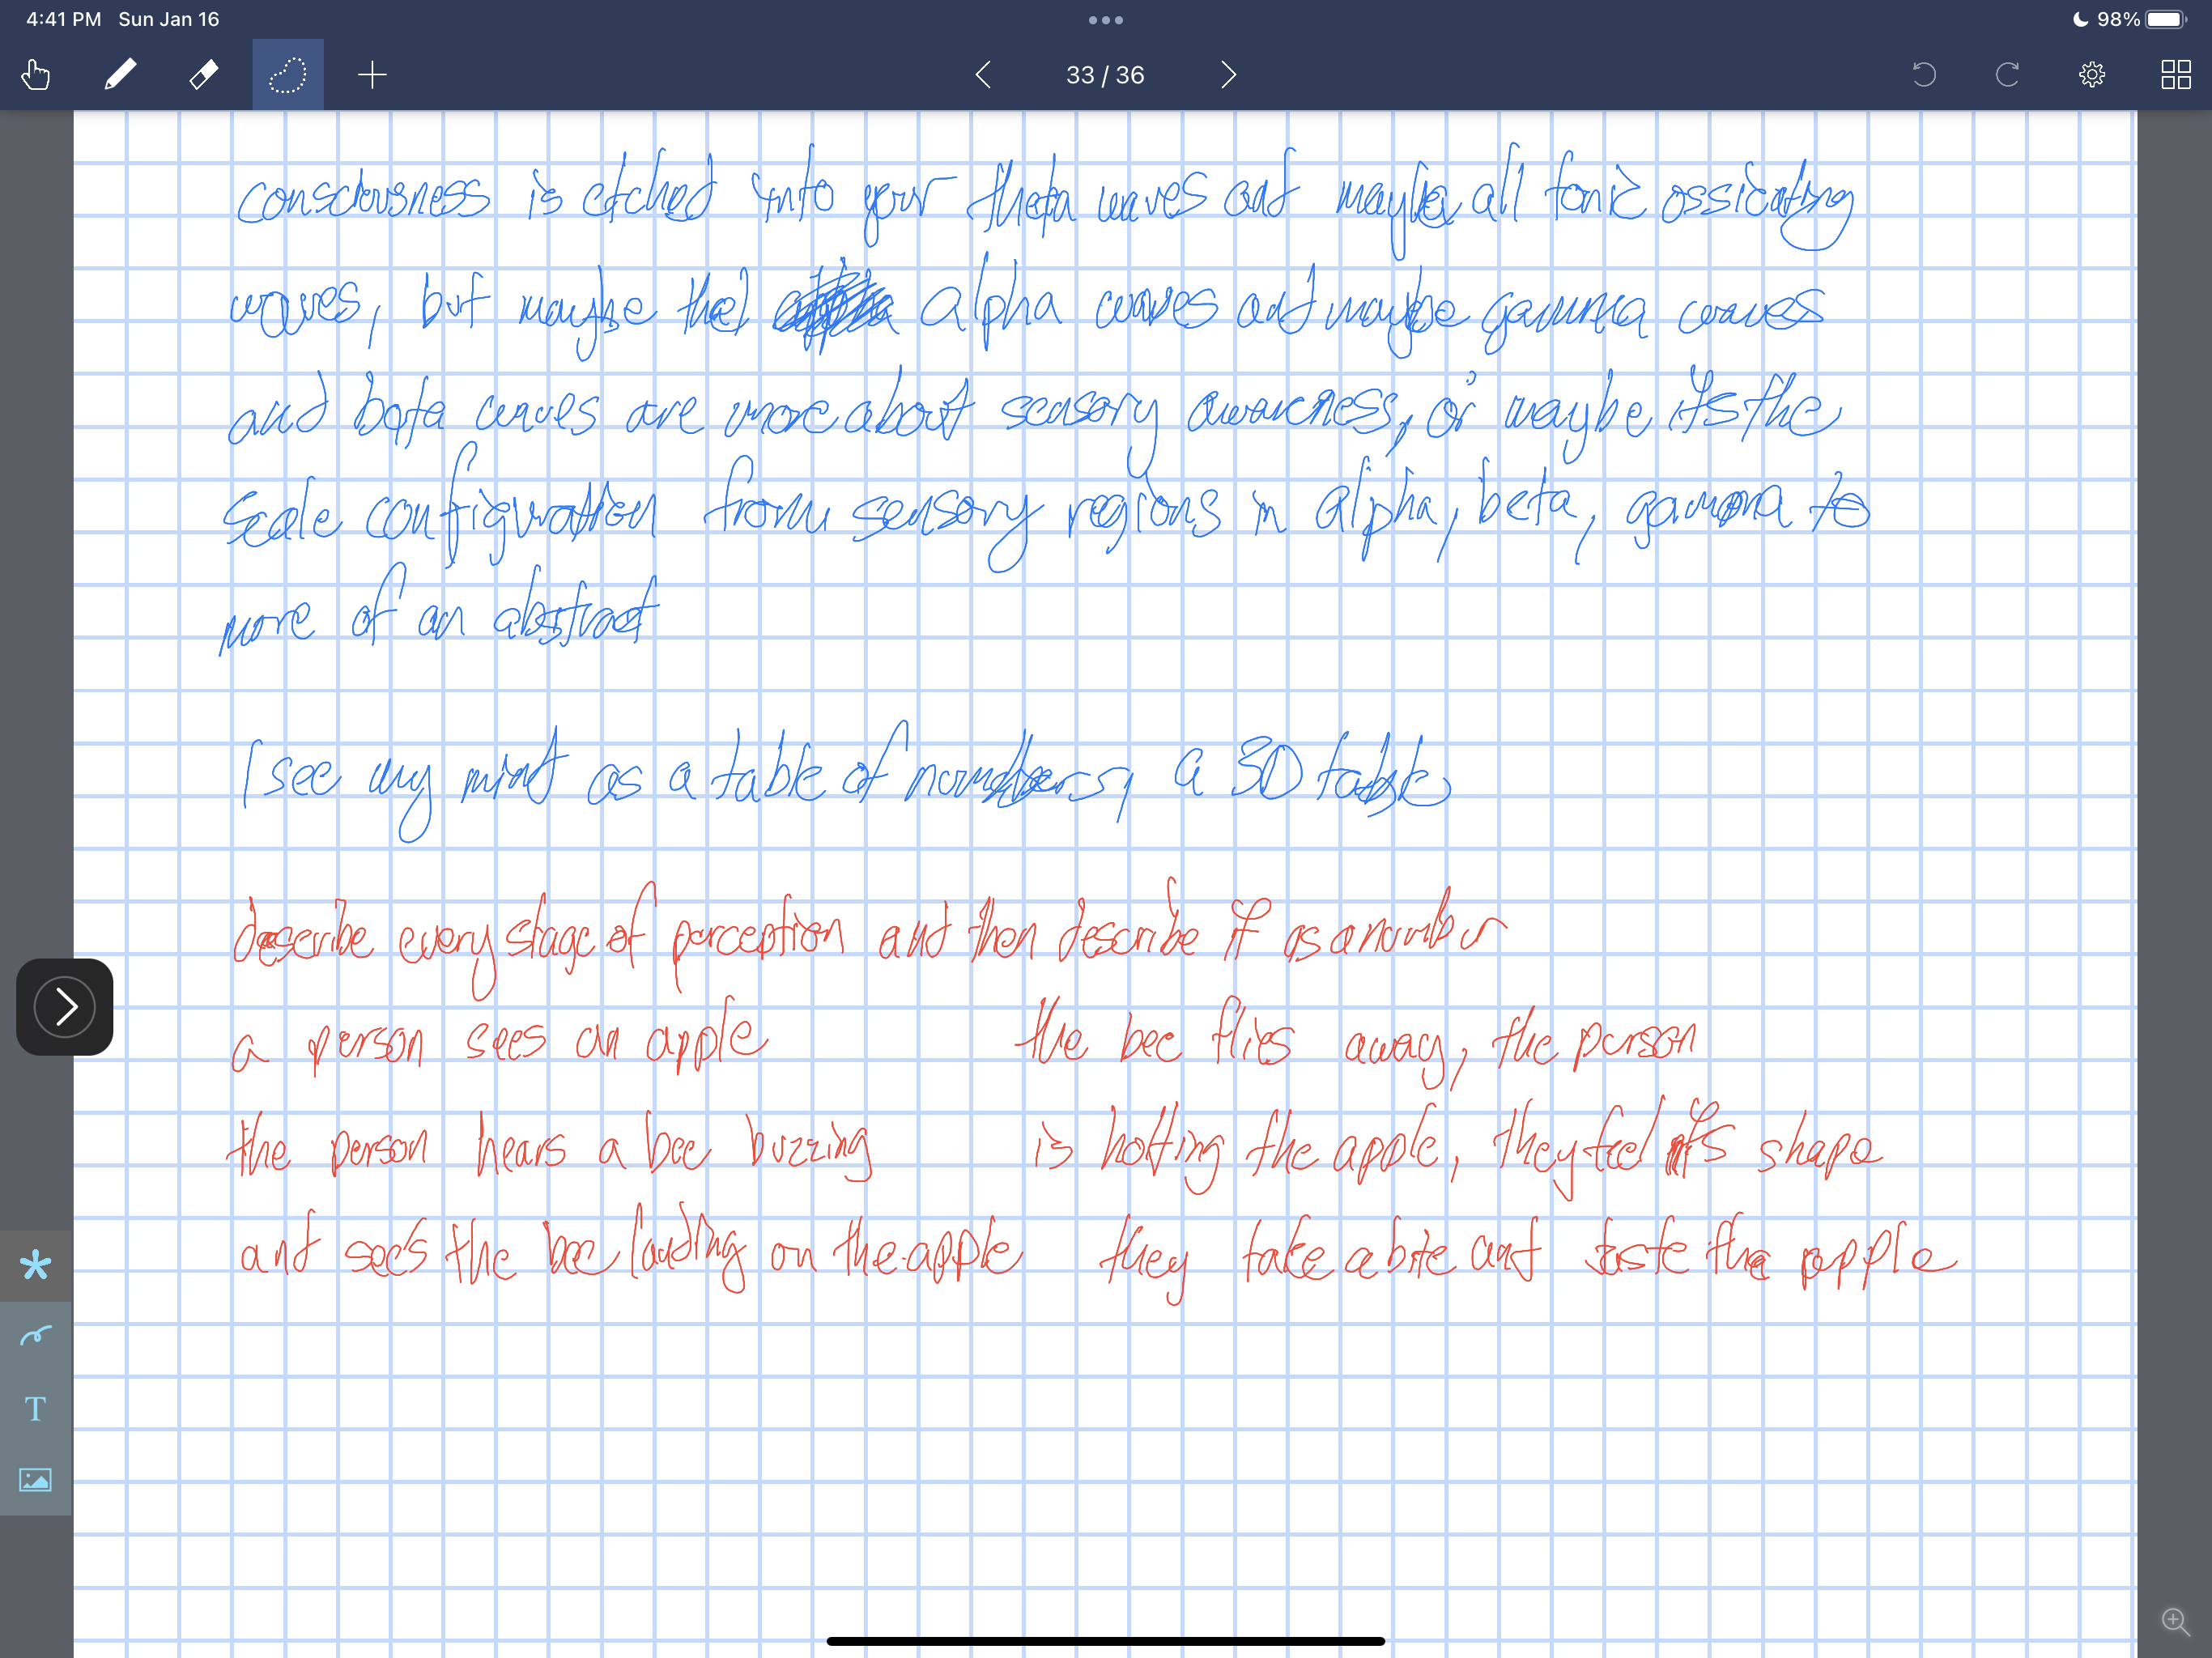 4:41 PM Sun Jan 16
98%
33 / 36
consciousness is etched into your theta waves and maybe all tonic ossicating
waves, but maybe the alpha waves and maybe gamma waves
and beta waves are more about sensory awareness, or maybe its the
scale configuration from sensory regions in alpha, beta, gamma to
more of an abstract
I see my mind as a table of numbers, a 3D table
describe every stage of perception and then describe it as a number
a person sees an apple
the person hears a bee buzzing
and sees the bee landing on the apple
the bee flies away, the person
is holding the apple, they feel its shape
they take a bite and taste the apple
T